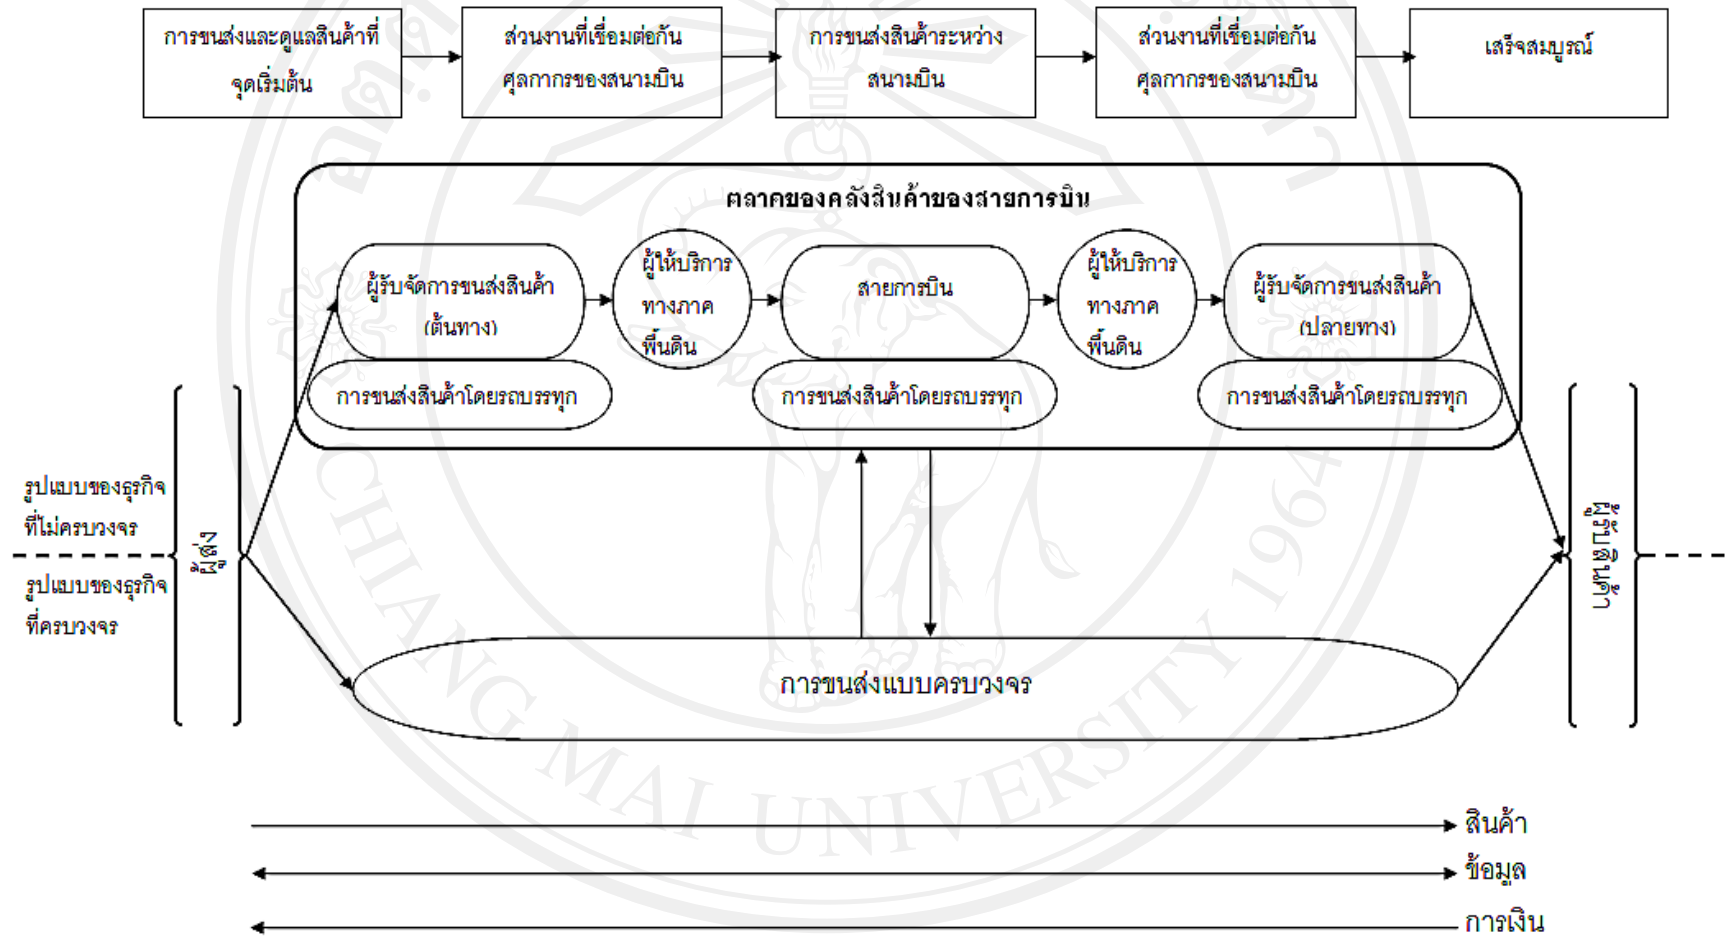 การขนส่งและดูแลสินค้าที่
จุดเริ่มต้น
ส่วนงานที่เชื่อมต่อกัน
ศุลกากรของสนามบิน
การขนส่งสินค้าระหว่าง
สนามบิน
ส่วนงานที่เชื่อมต่อกัน
ศุลกากรของสนามบิน
เสร็จสมบูรณ์
ตลาดของคลังสินค้าของสายการบิน
ผู้รับจัดการขนส่งสินค้า
(ต้นทาง)
ผู้ให้บริการ
ทางภาค
พื้นดิน
สายการบิน
ผู้ให้บริการ
ทางภาค
พื้นดิน
ผู้รับจัดการขนส่งสินค้า
(ปลายทาง)
การขนส่งสินค้าโดยรถบรรทุก
การขนส่งสินค้าโดยรถบรรทุก
การขนส่งสินค้าโดยรถบรรทุก
รูปแบบของธุรกิจ
ที่ไม่ครบวงจร
รูปแบบของธุรกิจ
ที่ครบวงจร
ผู้ส่ง
ผู้รับสินค้า
การขนส่งแบบครบวงจร
สินค้า
ข้อมูล
การเงิน
CHIANG MAI UNIVERSITY 1964